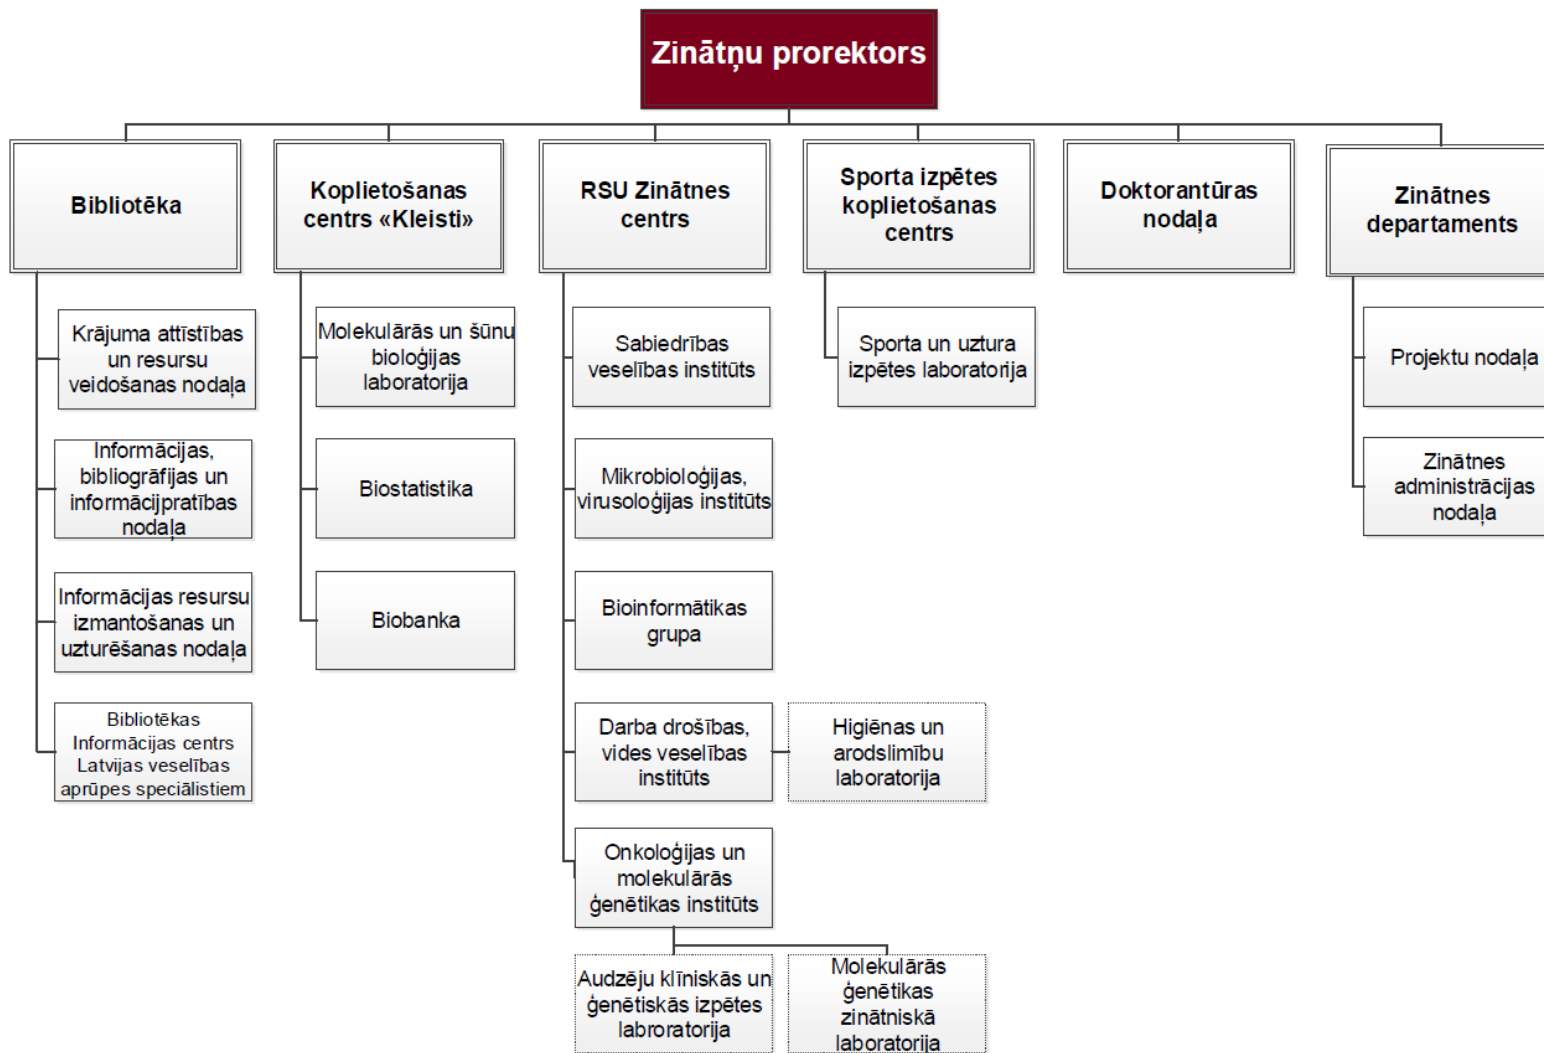 Zinātņu prorektors
Bibliotēka
Koplietošanas
centrs «Kleisti»
RSU Zinātnes
centrs
Sporta izpētes
koplietošanas
centrs
Doktorantūras
nodaļa
Zinātnes
departaments
Krājuma attīstības
un resursu
veidošanas nodaļa
Informācijas,
bibliogrāfijas un
informācijpratības
nodaļa
Informācijas resursu
izmantošanas un
uzturēšanas nodaļa
Bibliotēkas
Informācijas centrs
Latvijas veselības
aprūpes speciālistiem
Molekulārās un šūnu
bioloģijas
laboratorija
Biostatistika
Biobanka
Sabiedrības
veselības institūts
Mikrobioloģijas,
virusoloģijas institūts
Bioinformātikas
grupa
Darba drošības,
vides veselības
institūts
Higiēnas un
arodslimību
laboratorija
Onkoloģijas un
molekulārās
ģenētikas institūts
Audzēju klīniskās un
ģenētiskās izpētes
labroratorija
Molekulārās
ģenētikas
zinātniskā
laboratorija
Sporta un uztura
izpētes laboratorija
Projektu nodaļa
Zinātnes
administrācijas
nodaļa